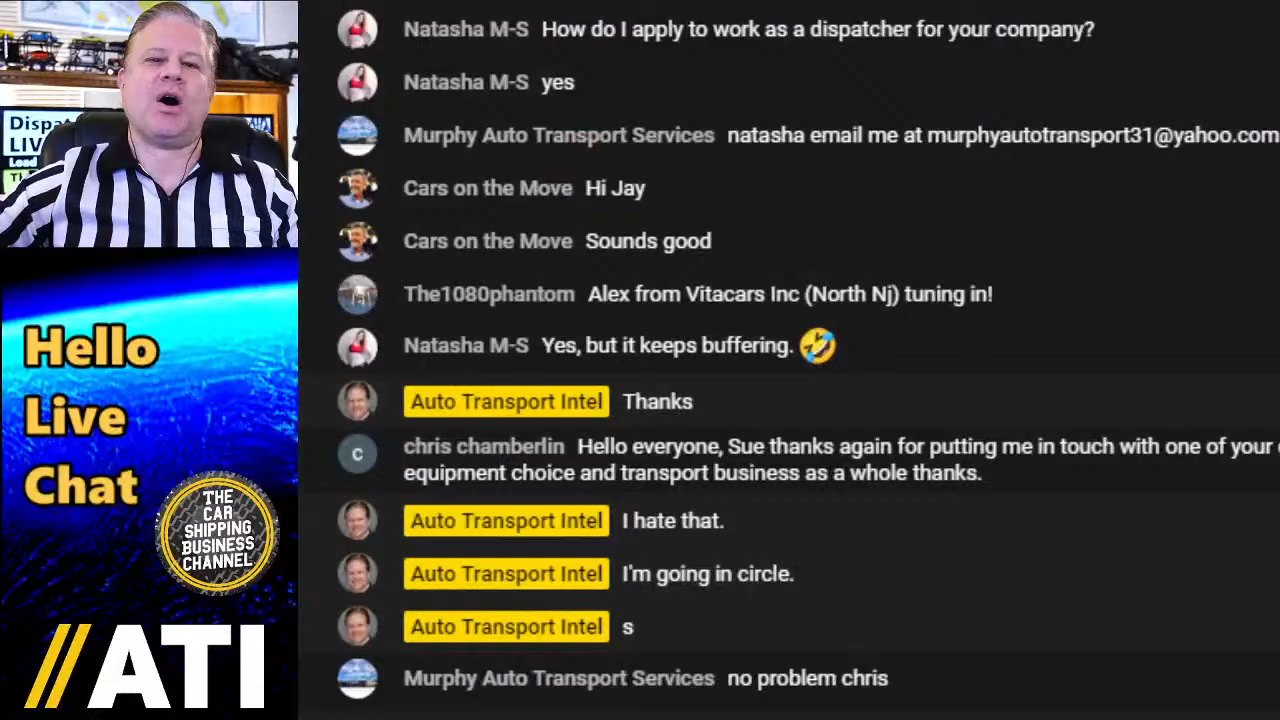 Dispat
LIV
Load
Hello
Live
Chat
THE
CAR
SHIPPING
BUSINESS
CHANNEL
//ATI
Natasha M-S How do I apply to work as a dispatcher for your company?
Natasha M-S yes
Murphy Auto Transport Services natasha email me at murphyautotransport31@yahoo.com
Cars on the Move Hi Jay
Cars on the Move Sounds good
The1080phantom Alex from Vitacars Inc (North Nj) tuning in!
Natasha M-S Yes, but it keeps buffering. 🤣
Auto Transport Intel Thanks
C
chris chamberlin Hello everyone, Sue thanks again for putting me in touch with one of your
equipment choice and transport business as a whole thanks.
Auto Transport Intel I hate that.
Auto Transport Intel I'm going in circle.
Auto Transport Intel s
Murphy Auto Transport Services no problem chris